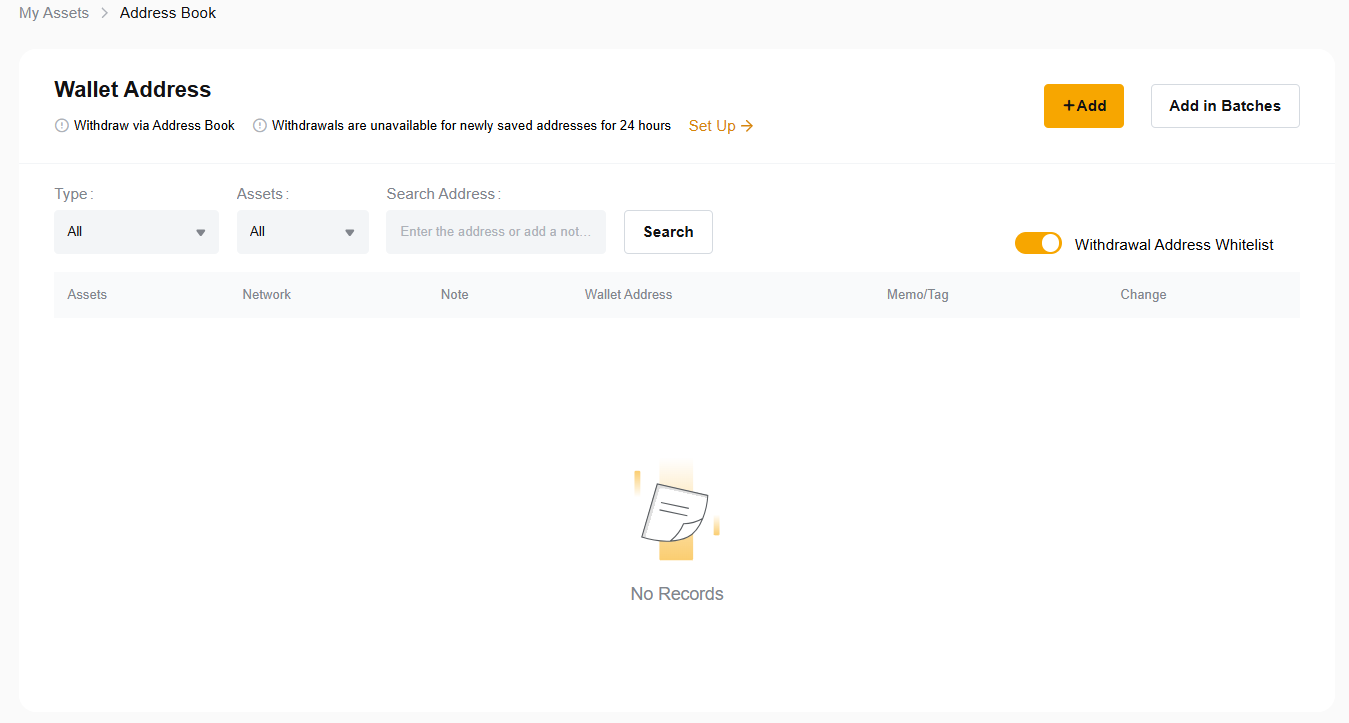 My Assets > Address Book
Wallet Address
Withdraw via Address Book Withdrawals are unavailable for newly saved addresses for 24 hours Set Up →
+Add Add in Batches
Type: Assets: Search Address:
All All Enter the address or add a not... Search
Withdrawal Address Whitelist
Assets Network Note Wallet Address Memo/Tag Change
No Records